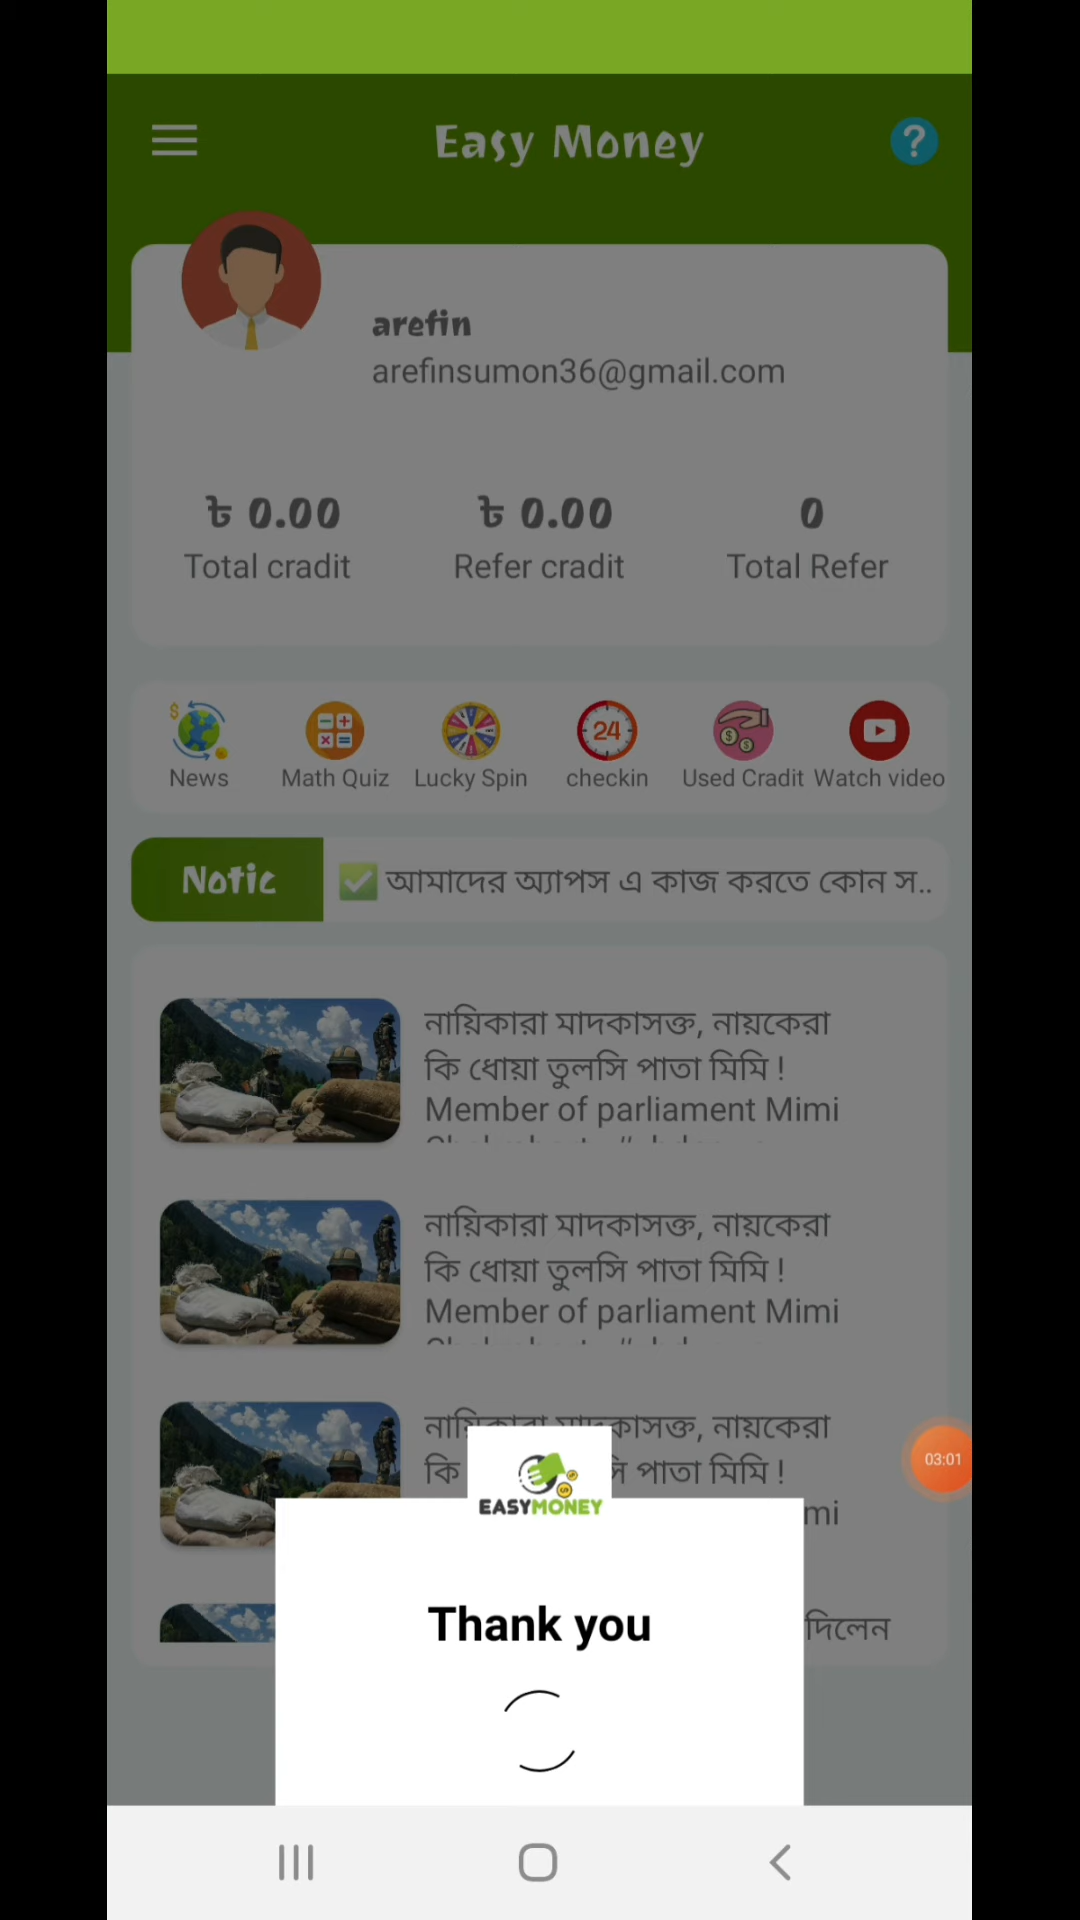 Easy Money
?
arefin
arefinsumon36@gmail.com
৳ 0.00
৳ 0.00
0
Total cradit
Refer cradit
Total Refer
24
News
Math Quiz
Lucky Spin
checkin
Used Cradit
Watch video
Notic
✅ আমাদের অ্যাপস এ কাজ করতে কোন স..
নায়িকারা মাদকাসক্ত, নায়কেরা
কি ধোয়া তুলসি পাতা মিমি !
Member of parliament Mimi
নায়িকারা মাদকাসক্ত, নায়কেরা
কি ধোয়া তুলসি পাতা মিমি !
Member of parliament Mimi
কাসক্ত, নায়কেরা
কি
পাতা মিমি !
mi
03:01
EASYMONEY
Thank you
দিলেন